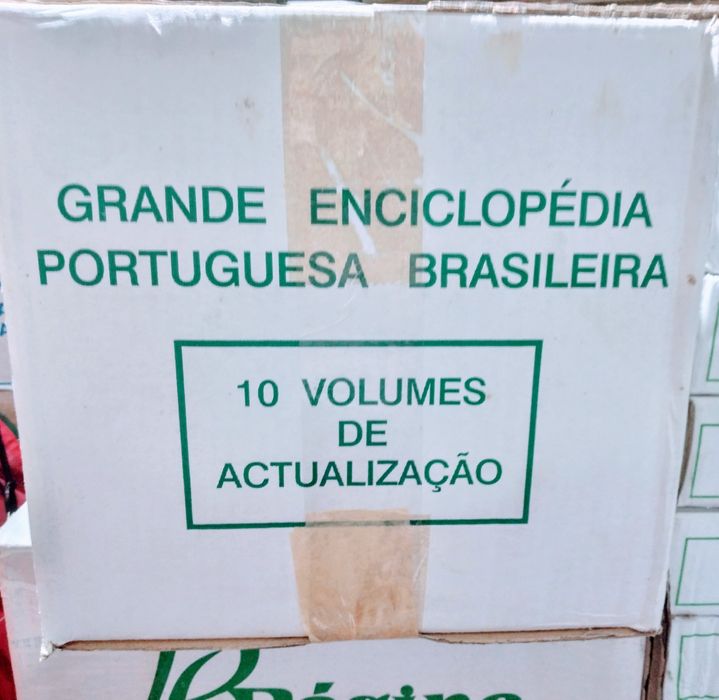 GRANDE ENCICLOPÉDIA
PORTUGUESA BRASILEIRA
10 VOLUMES
DE
ACTUALIZAÇÃO